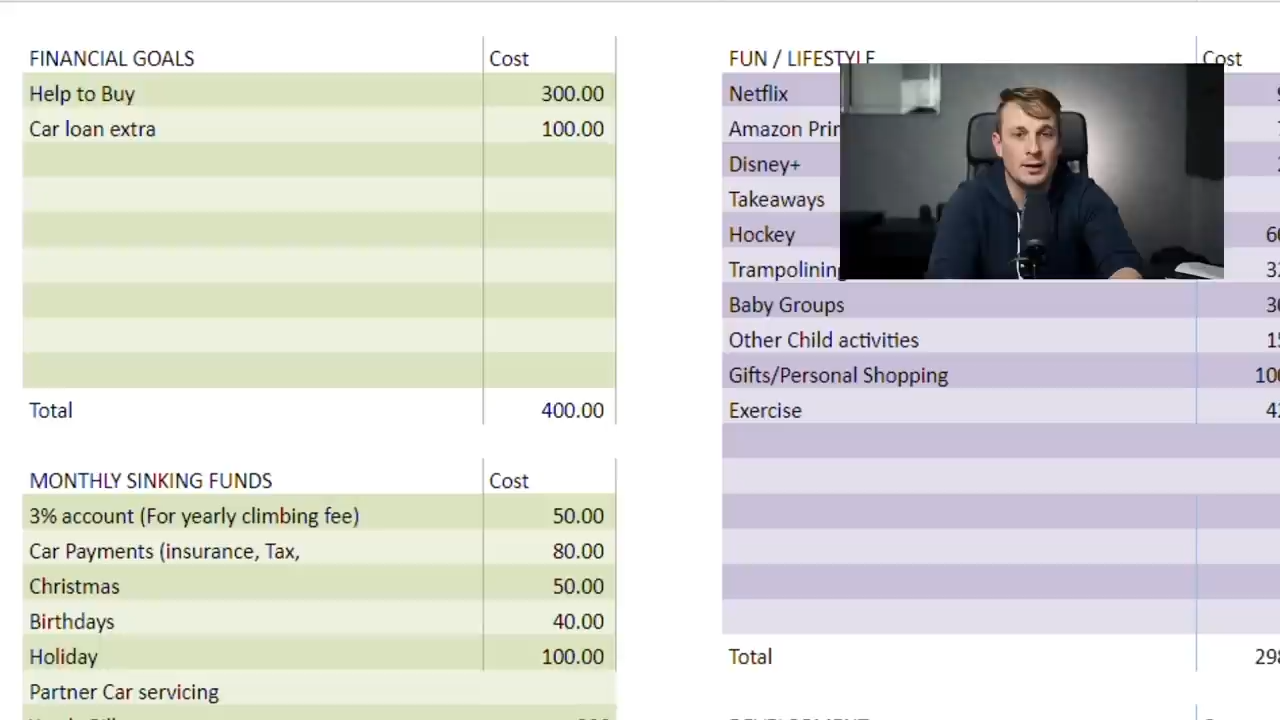 FINANCIAL GOALS Cost
Help to Buy 300.00
Car loan extra 100.00
Total 400.00
MONTHLY SINKING FUNDS Cost
3% account (For yearly climbing fee) 50.00
Car Payments (insurance, Tax, 80.00
Christmas 50.00
Birthdays 40.00
Holiday 100.00
Partner Car servicing
FUN / LIFESTYLE Cost
Netflix
Amazon
Disney+
Takeaways
Hockey
Trampolining
Baby Groups
Other Child activities
Gifts/Personal Shopping
Exercise
Total